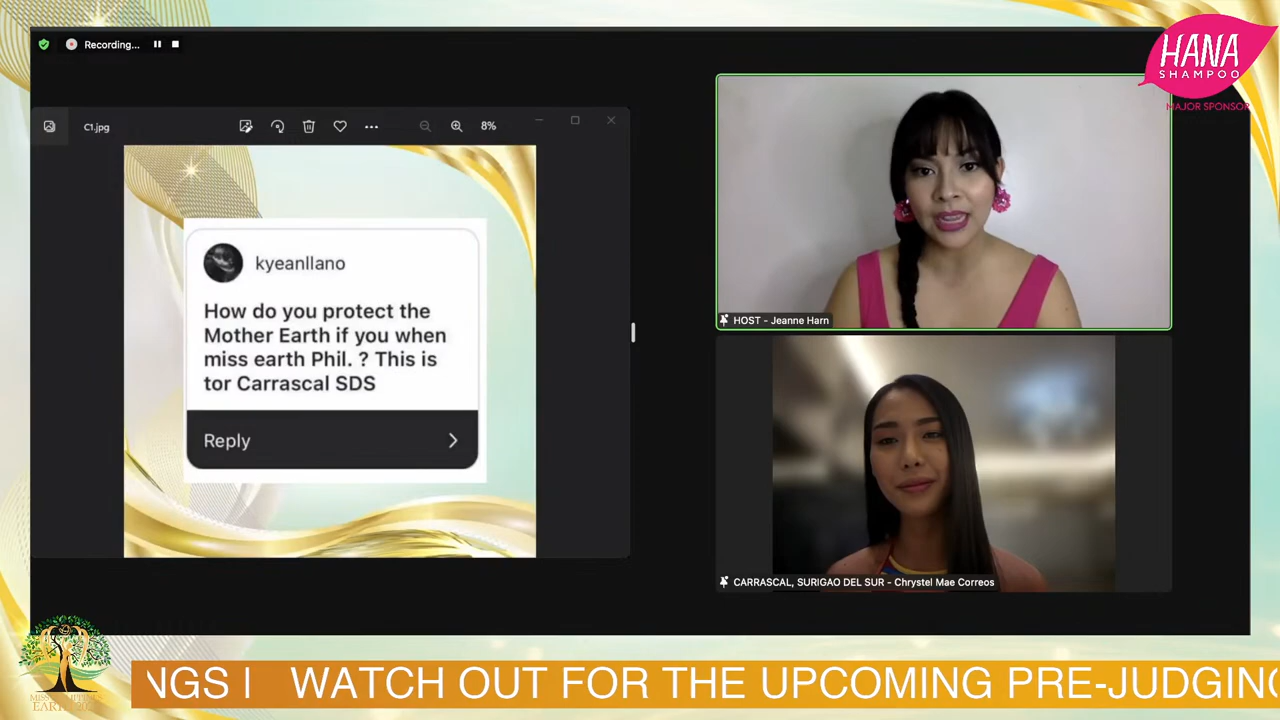 Recording...
HANA
SHAMPOO
MAJOR SPONSOR
C1.jpg
8%
kyeanllano
How do you protect the
Mother Earth if you when
miss earth Phil. ? This is
tor Carrascal SDS
Reply
HOST - Jeanne Harn
CARRASCAL, SURIGAO DEL SUR - Chrystel Mae Correos
NGS | WATCH OUT FOR THE UPCOMING PRE-JUDGING